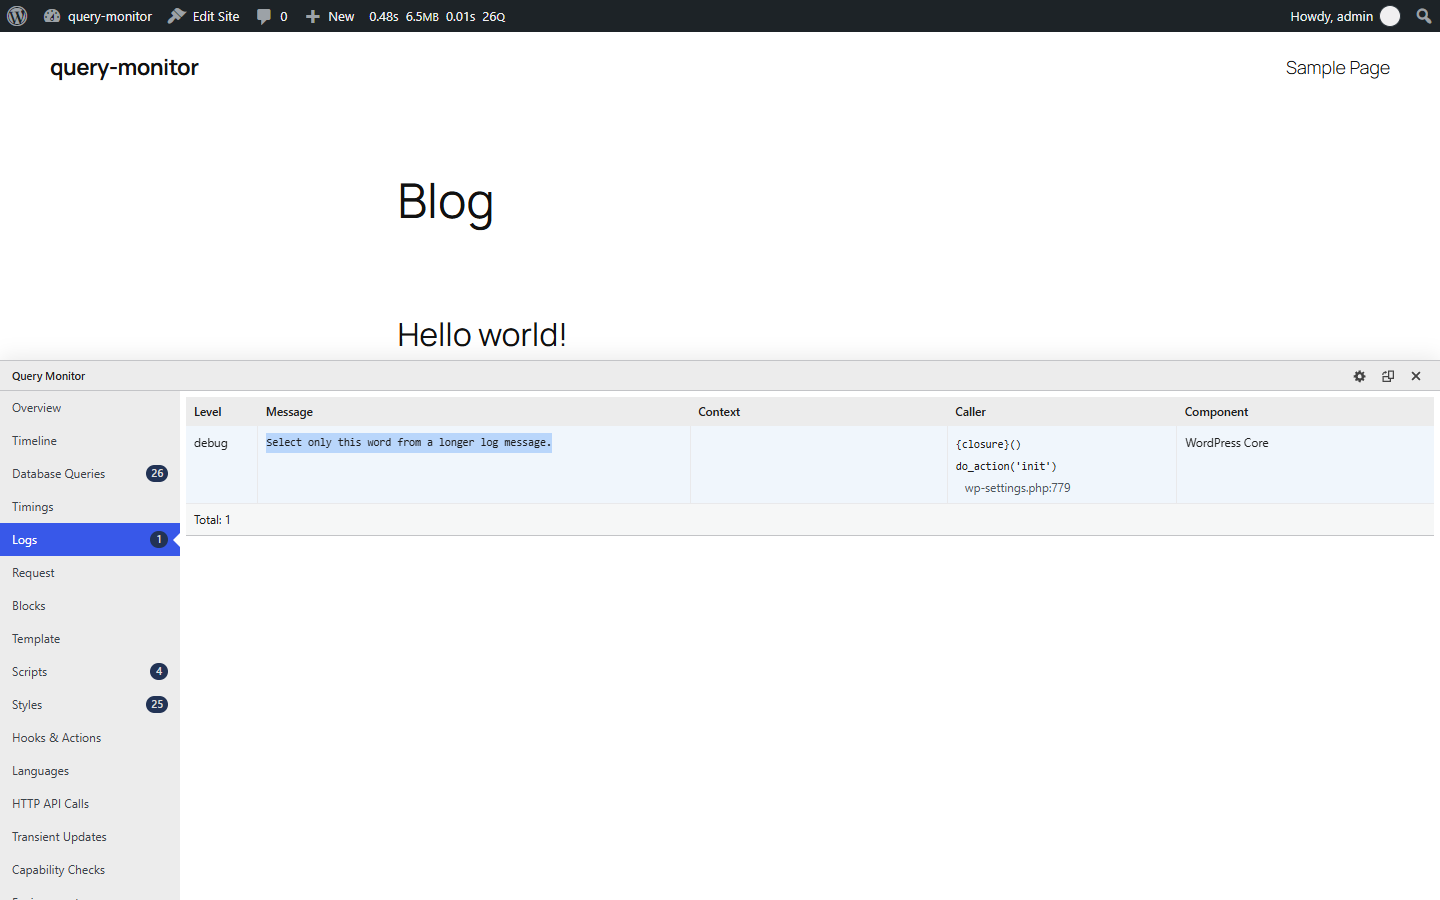 query-monitor Edit Site 0 New 0.48s 6.5MB 0.01s 26Q Howdy, admin
query-monitor Sample Page
Blog
Hello world!
Query Monitor
Overview
Timeline
Database Queries 26
Timings
Logs 1
Request
Blocks
Template
Scripts 4
Styles 25
Hooks & Actions
Languages
HTTP API Calls
Transient Updates
Capability Checks
Level Message Context Caller Component
debug Select only this word from a longer log message. {closure}() WordPress Core
do_action('init')
wp-settings.php:779
Total: 1